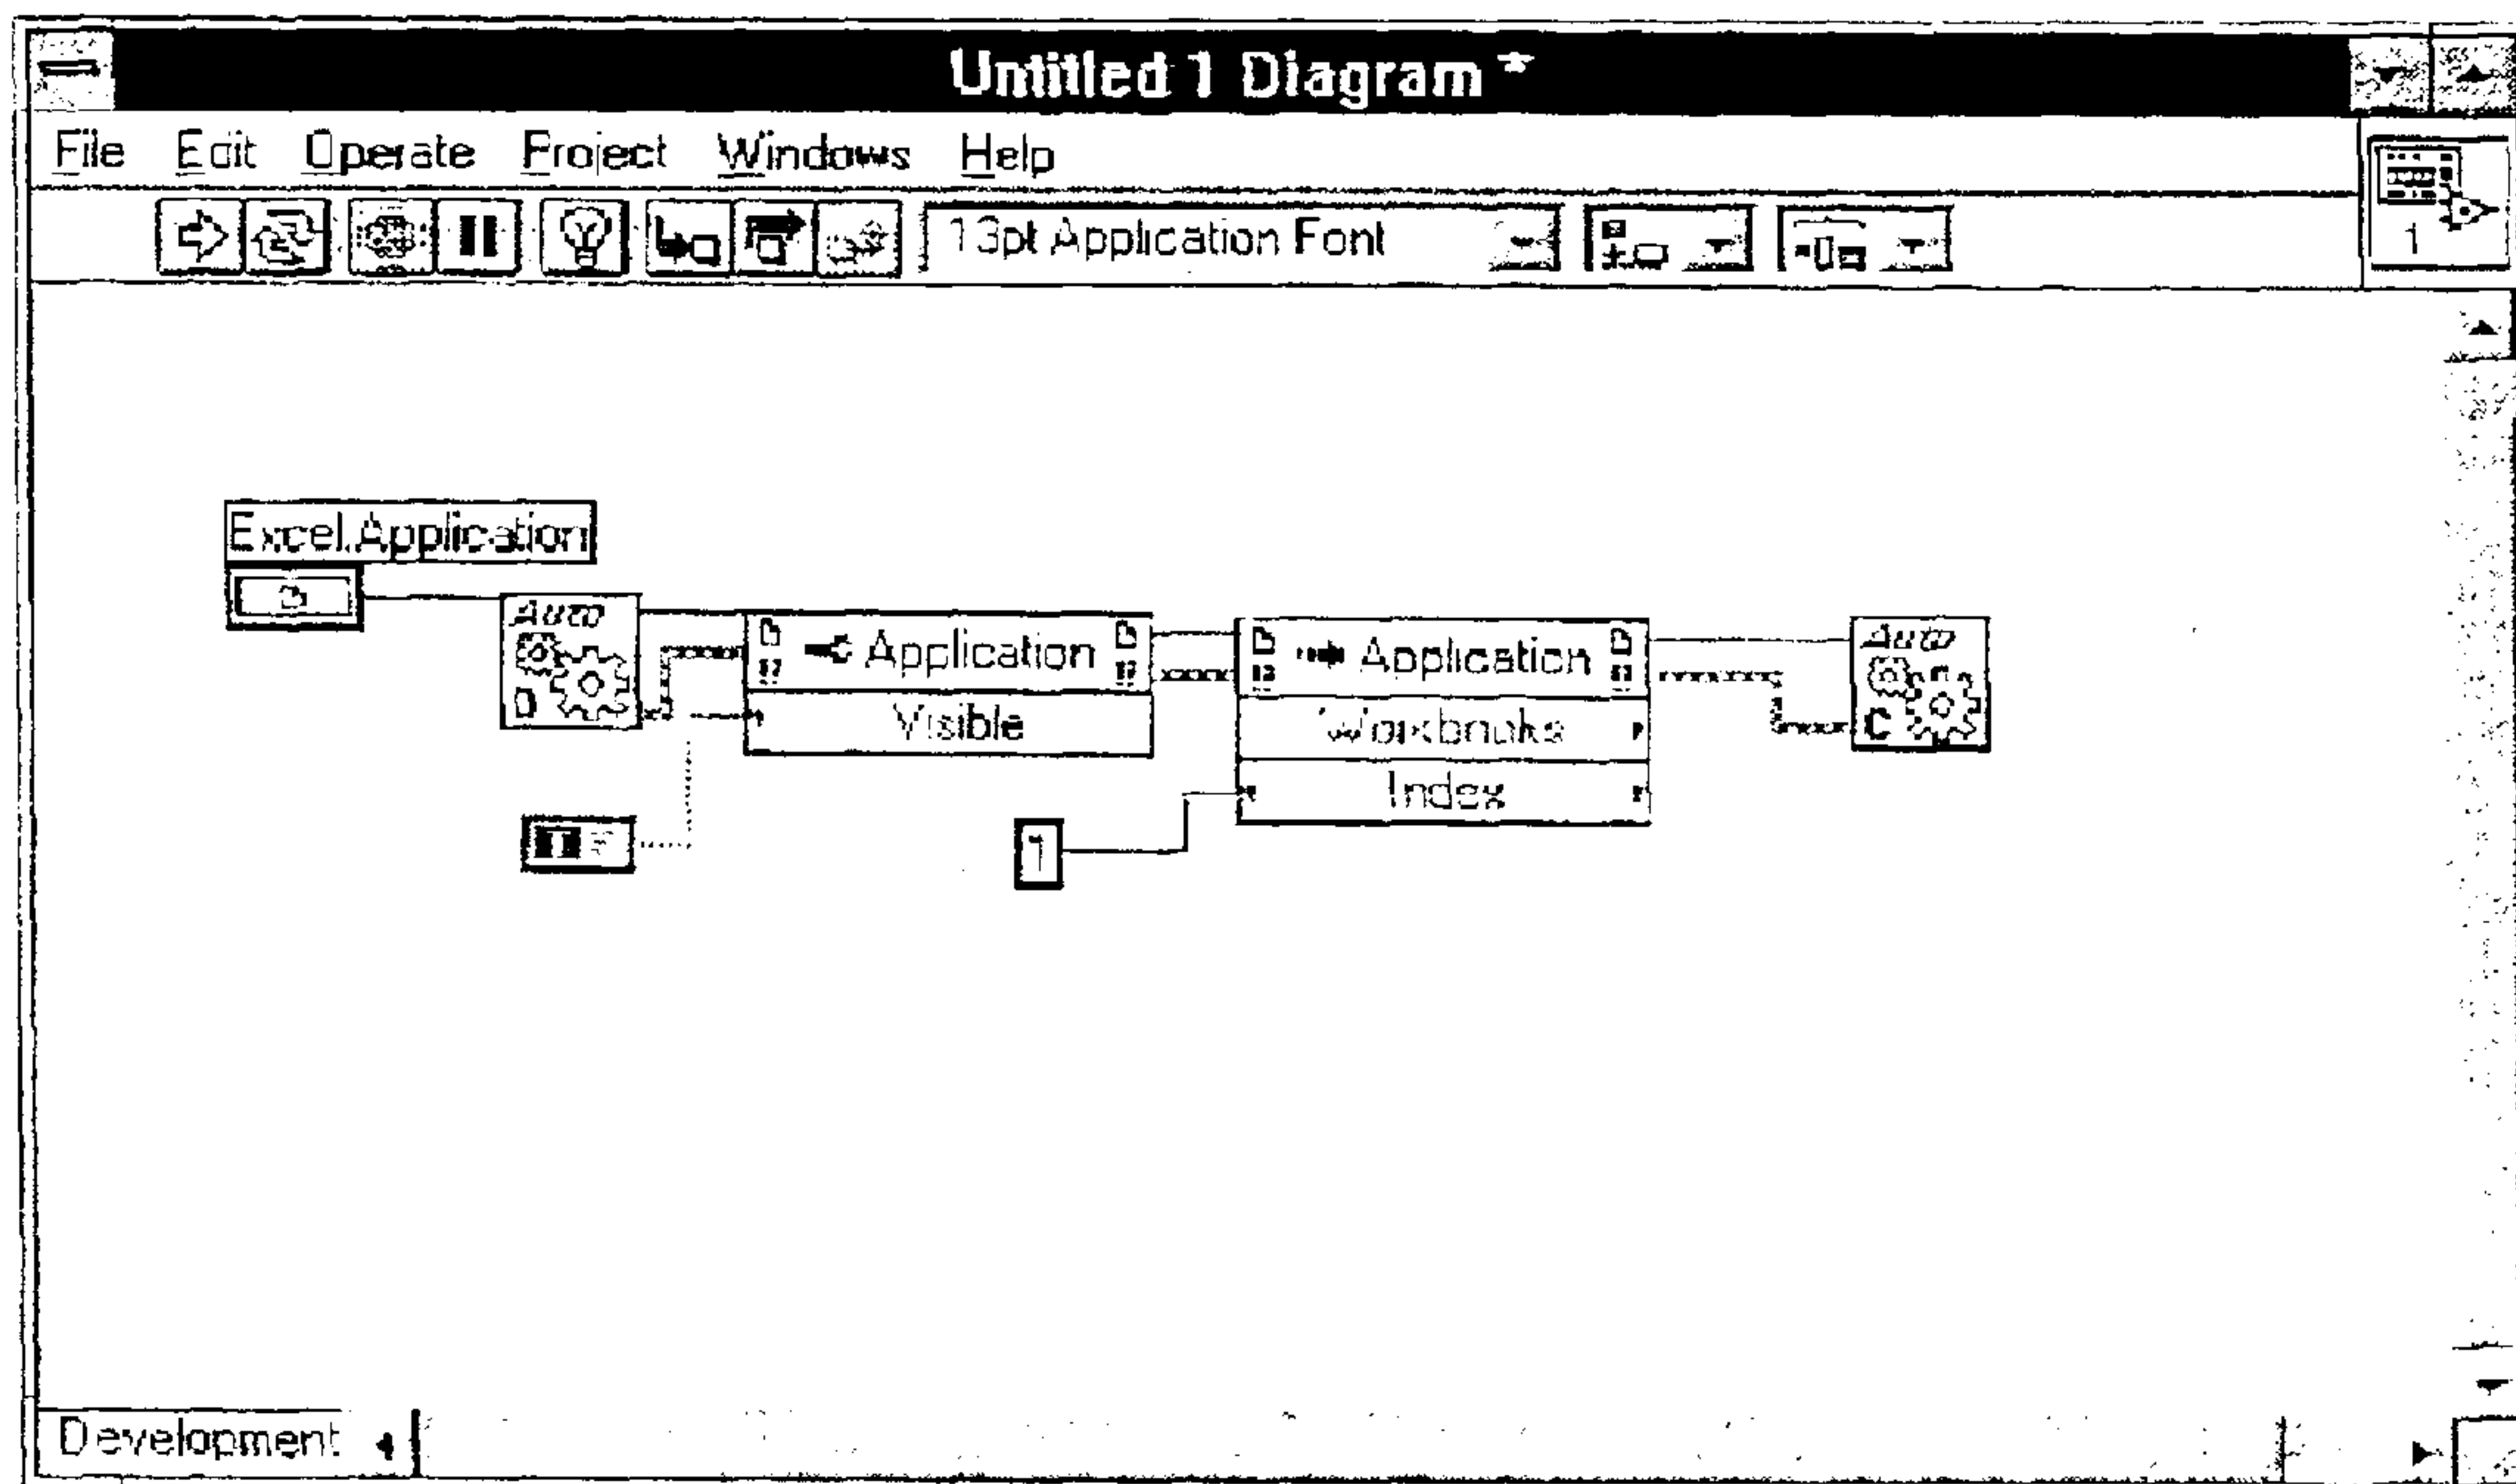 Untitled 1 Diagram *
File Edit Operate Project Windows Help
13pt Application Font
1
Excel.Application
Auto
Application
Visible
Application
Workbooks
Index
Auto
C
1
Development